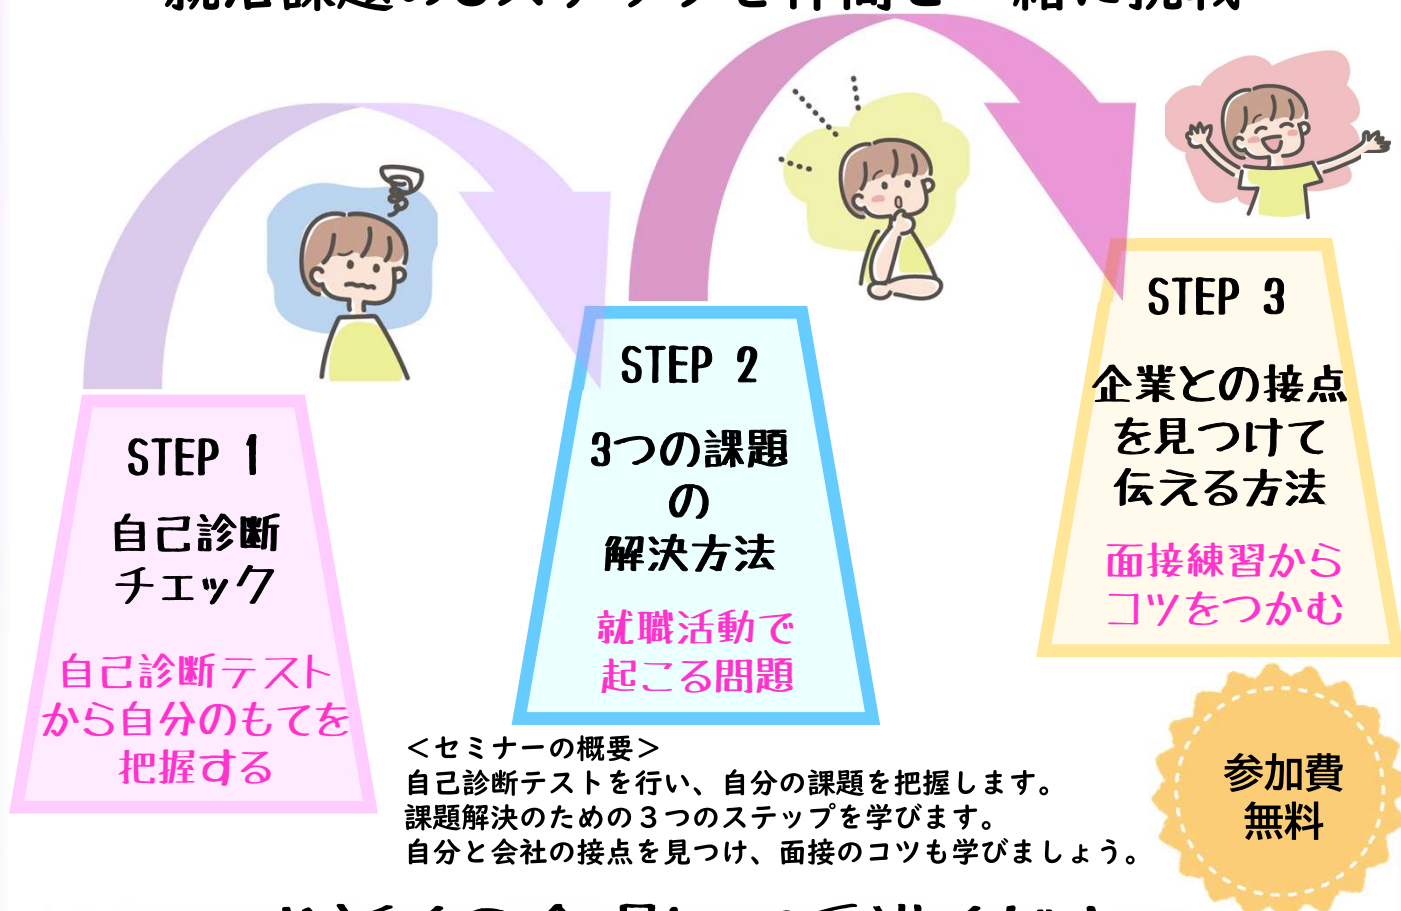 STEP 1
自己診断
チェック
自己診断テスト
から自分のもてを
把握する
STEP 2
3つの課題
の
解決方法
就職活動で
起こる問題
STEP 3
企業との接点
を見つけて
伝える方法
面接練習から
コツをつかむ
＜セミナーの概要＞
自己診断テストを行い、自分の課題を把握します。
課題解決のための３つのステップを学びます。
自分と会社の接点を見つけ、面接のコツも学びましょう。
参加費
無料